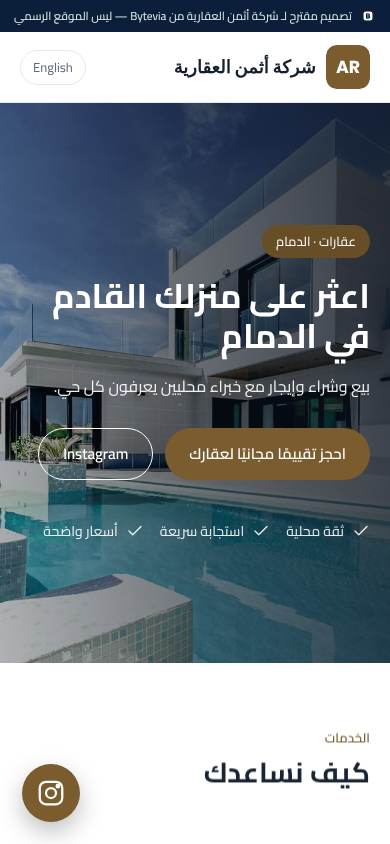 تصميم مقترح لـ شركة أثمن العقارية من Bytevia — ليس الموقع الرسمي
AR شركة أثمن العقارية English
عقارات · الدمام
اعثر على منزلك القادم
في الدمام
بيع وشراء وإيجار مع خبراء محليين يعرفون كل حي.
احجز تقييمًا مجانيًا لعقارك Instagram
ثقة محلية استجابة سريعة أسعار واضحة
الخدمات
كيف نساعدك